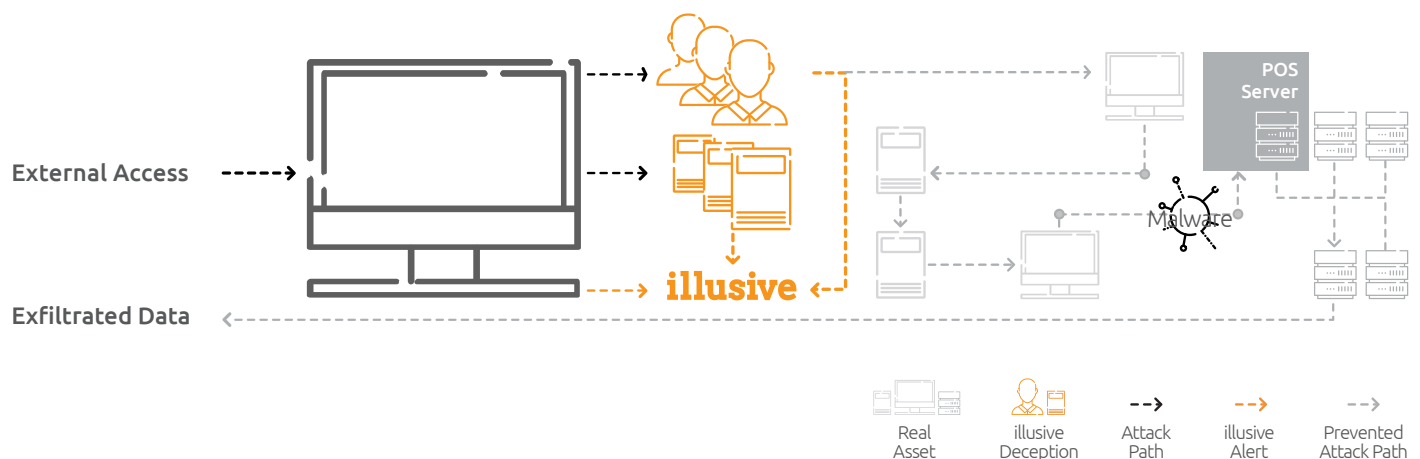 POS
Server
External Access
Malware
illusive
Exfiltrated Data
Real
Asset
illusive
Deception
Attack
Path
illusive
Alert
Prevented
Attack Path